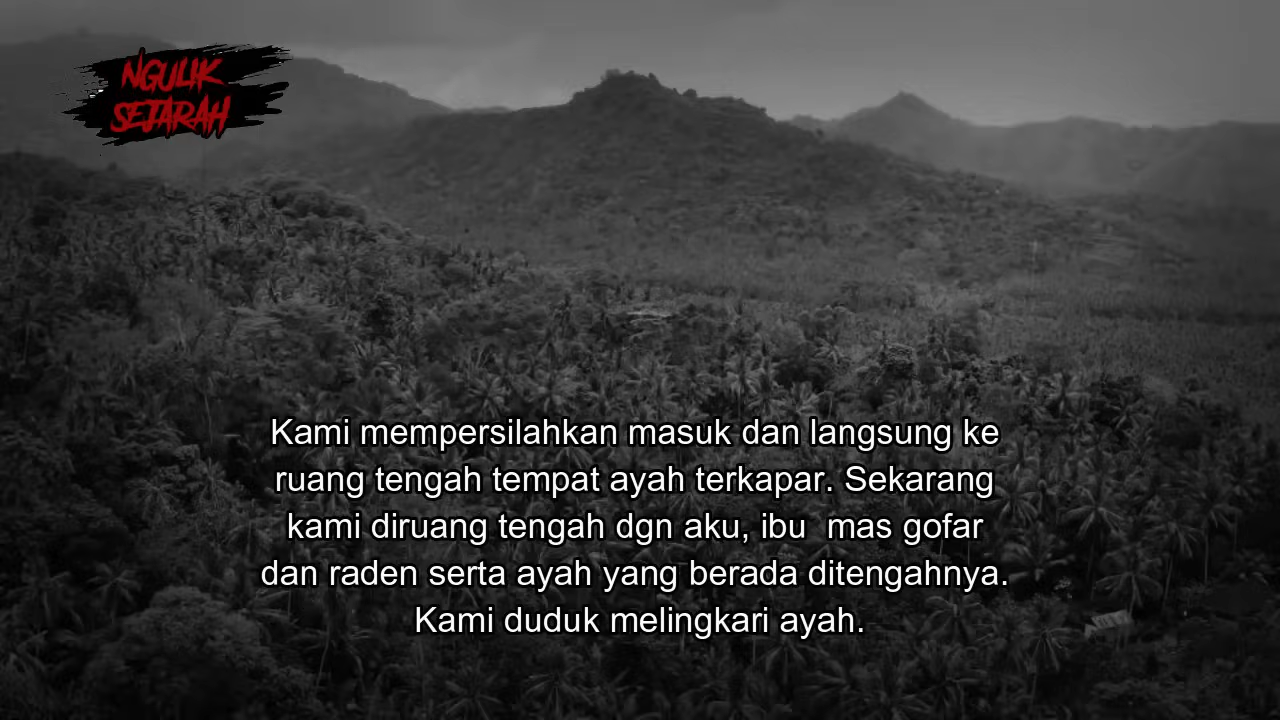 NGULIK
SEJARAH
Kami mempersilahkan masuk dan langsung ke
ruang tengah tempat ayah terkapar. Sekarang
kami diruang tengah dgn aku, ibu  mas gofar
dan raden serta ayah yang berada ditengahnya.
Kami duduk melingkari ayah.